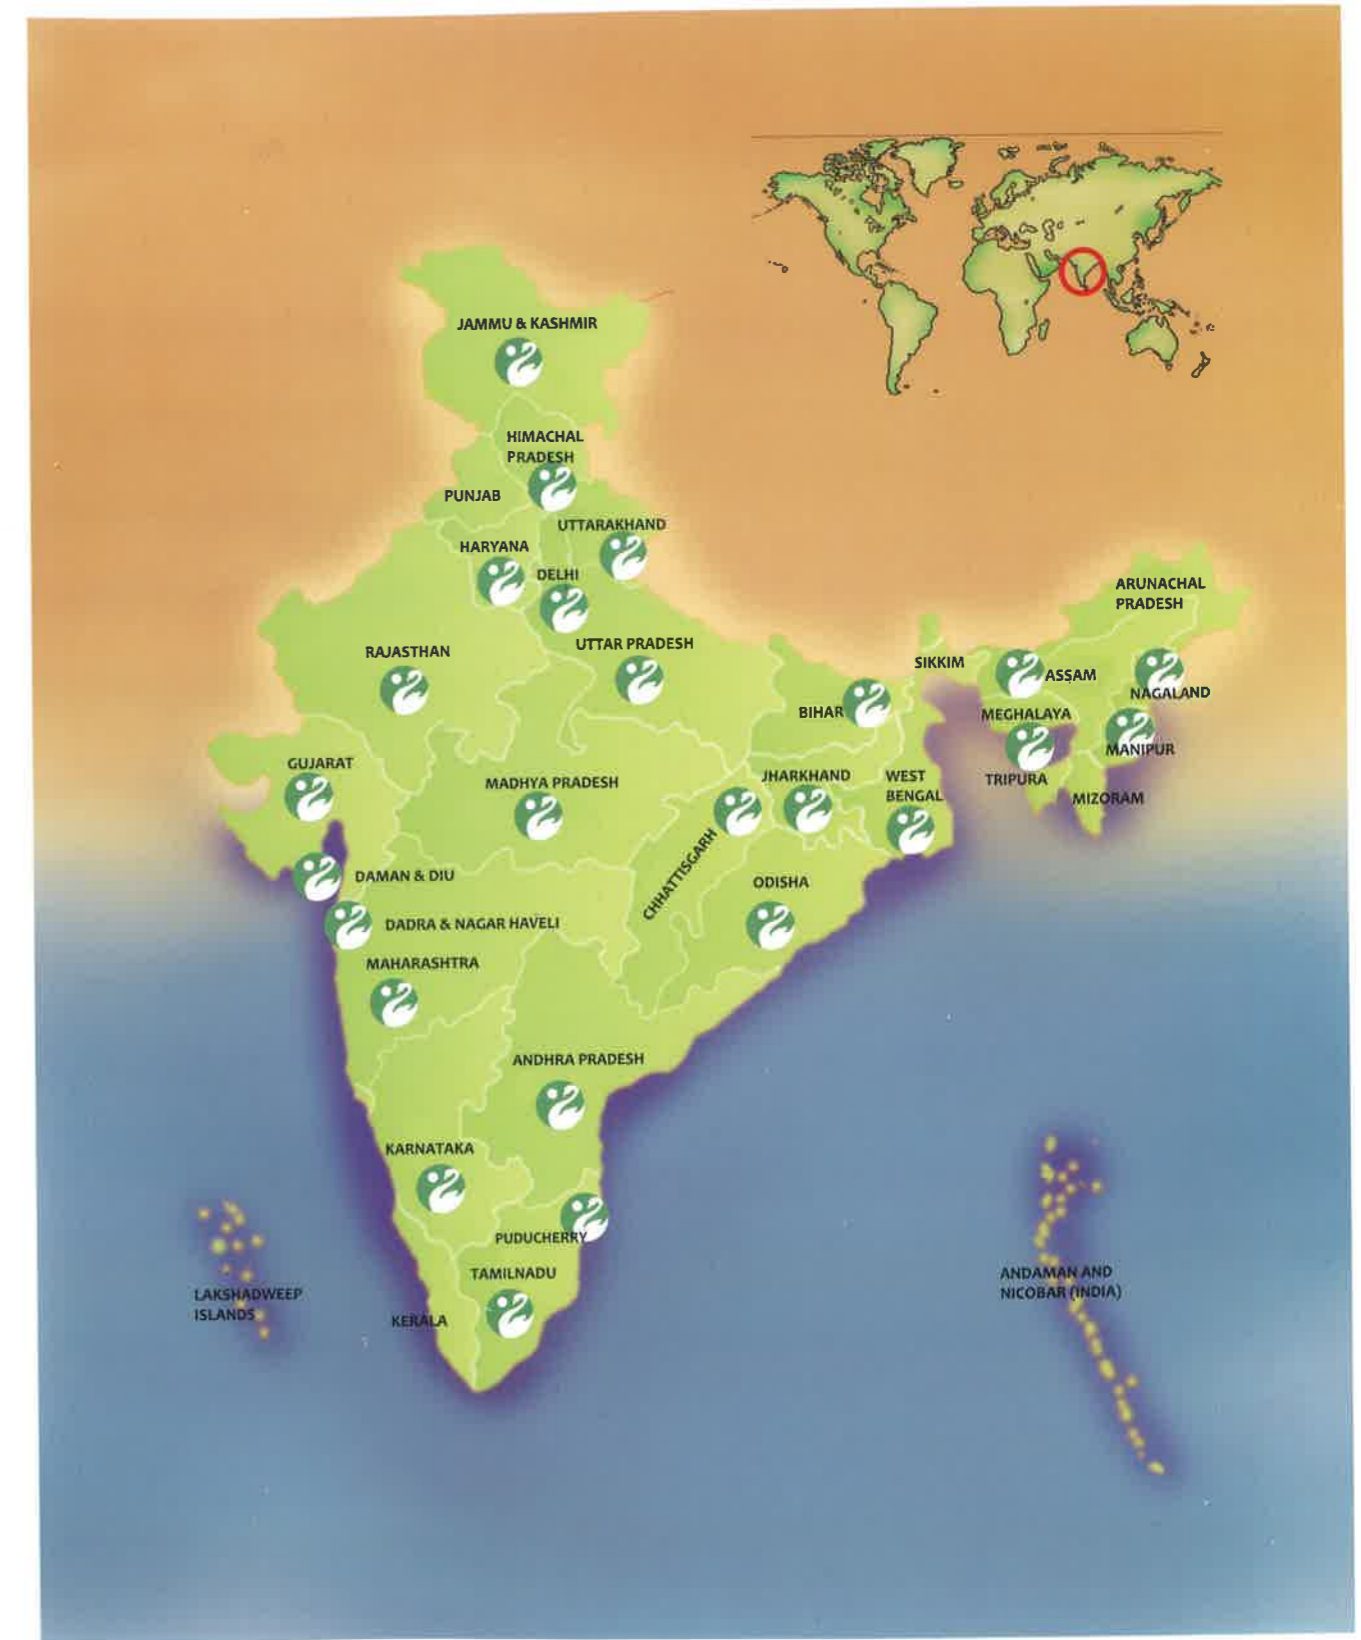 JAMMU & KASHMIR
HIMACHAL
PRADESH
PUNJAB
UTTARAKHAND
HARYANA
DELHI
ARUNACHAL
PRADESH
UTTAR PRADESH
RAJASTHAN
SIKKIM
ASSAM
NAGALAND
BIHAR
MEGHALAYA
MANIPUR
GUJARAT
MADHYA PRADESH
JHARKHAND
WEST
BENGAL
TRIPURA
MIZORAM
CHHATTISGARH
DAMAN & DIU
ODISHA
DADRA & NAGAR HAVELI
MAHARASHTRA
ANDHRA PRADESH
KARNATAKA
PUDUCHERRY
TAMILNADU
ANDAMAN AND
NICOBAR (INDIA)
LAKSHADWEEP
ISLANDS
KERALA